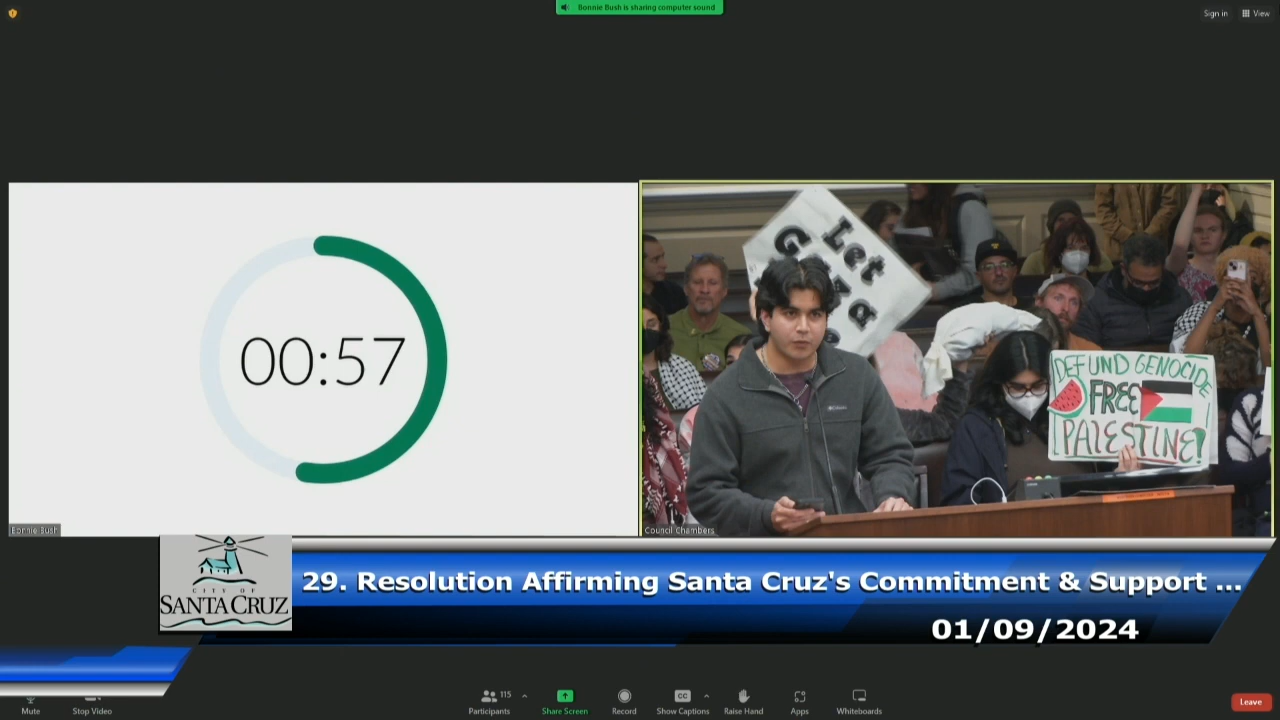 Bonnie Bush is sharing computer sound
Sign in
View
00:57
Bonnie Bush
Let
Gaza
DEFUND GENOCIDE
FREE
PALESTINE!
Council Chambers
CITY OF
SANTA CRUZ
29. Resolution Affirming Santa Cruz's Commitment & Support ...
01/09/2024
Mute
Stop Video
Participants
115
Share Screen
CC
Record
Show Captions
Raise Hand
Apps
Whiteboards
Leave